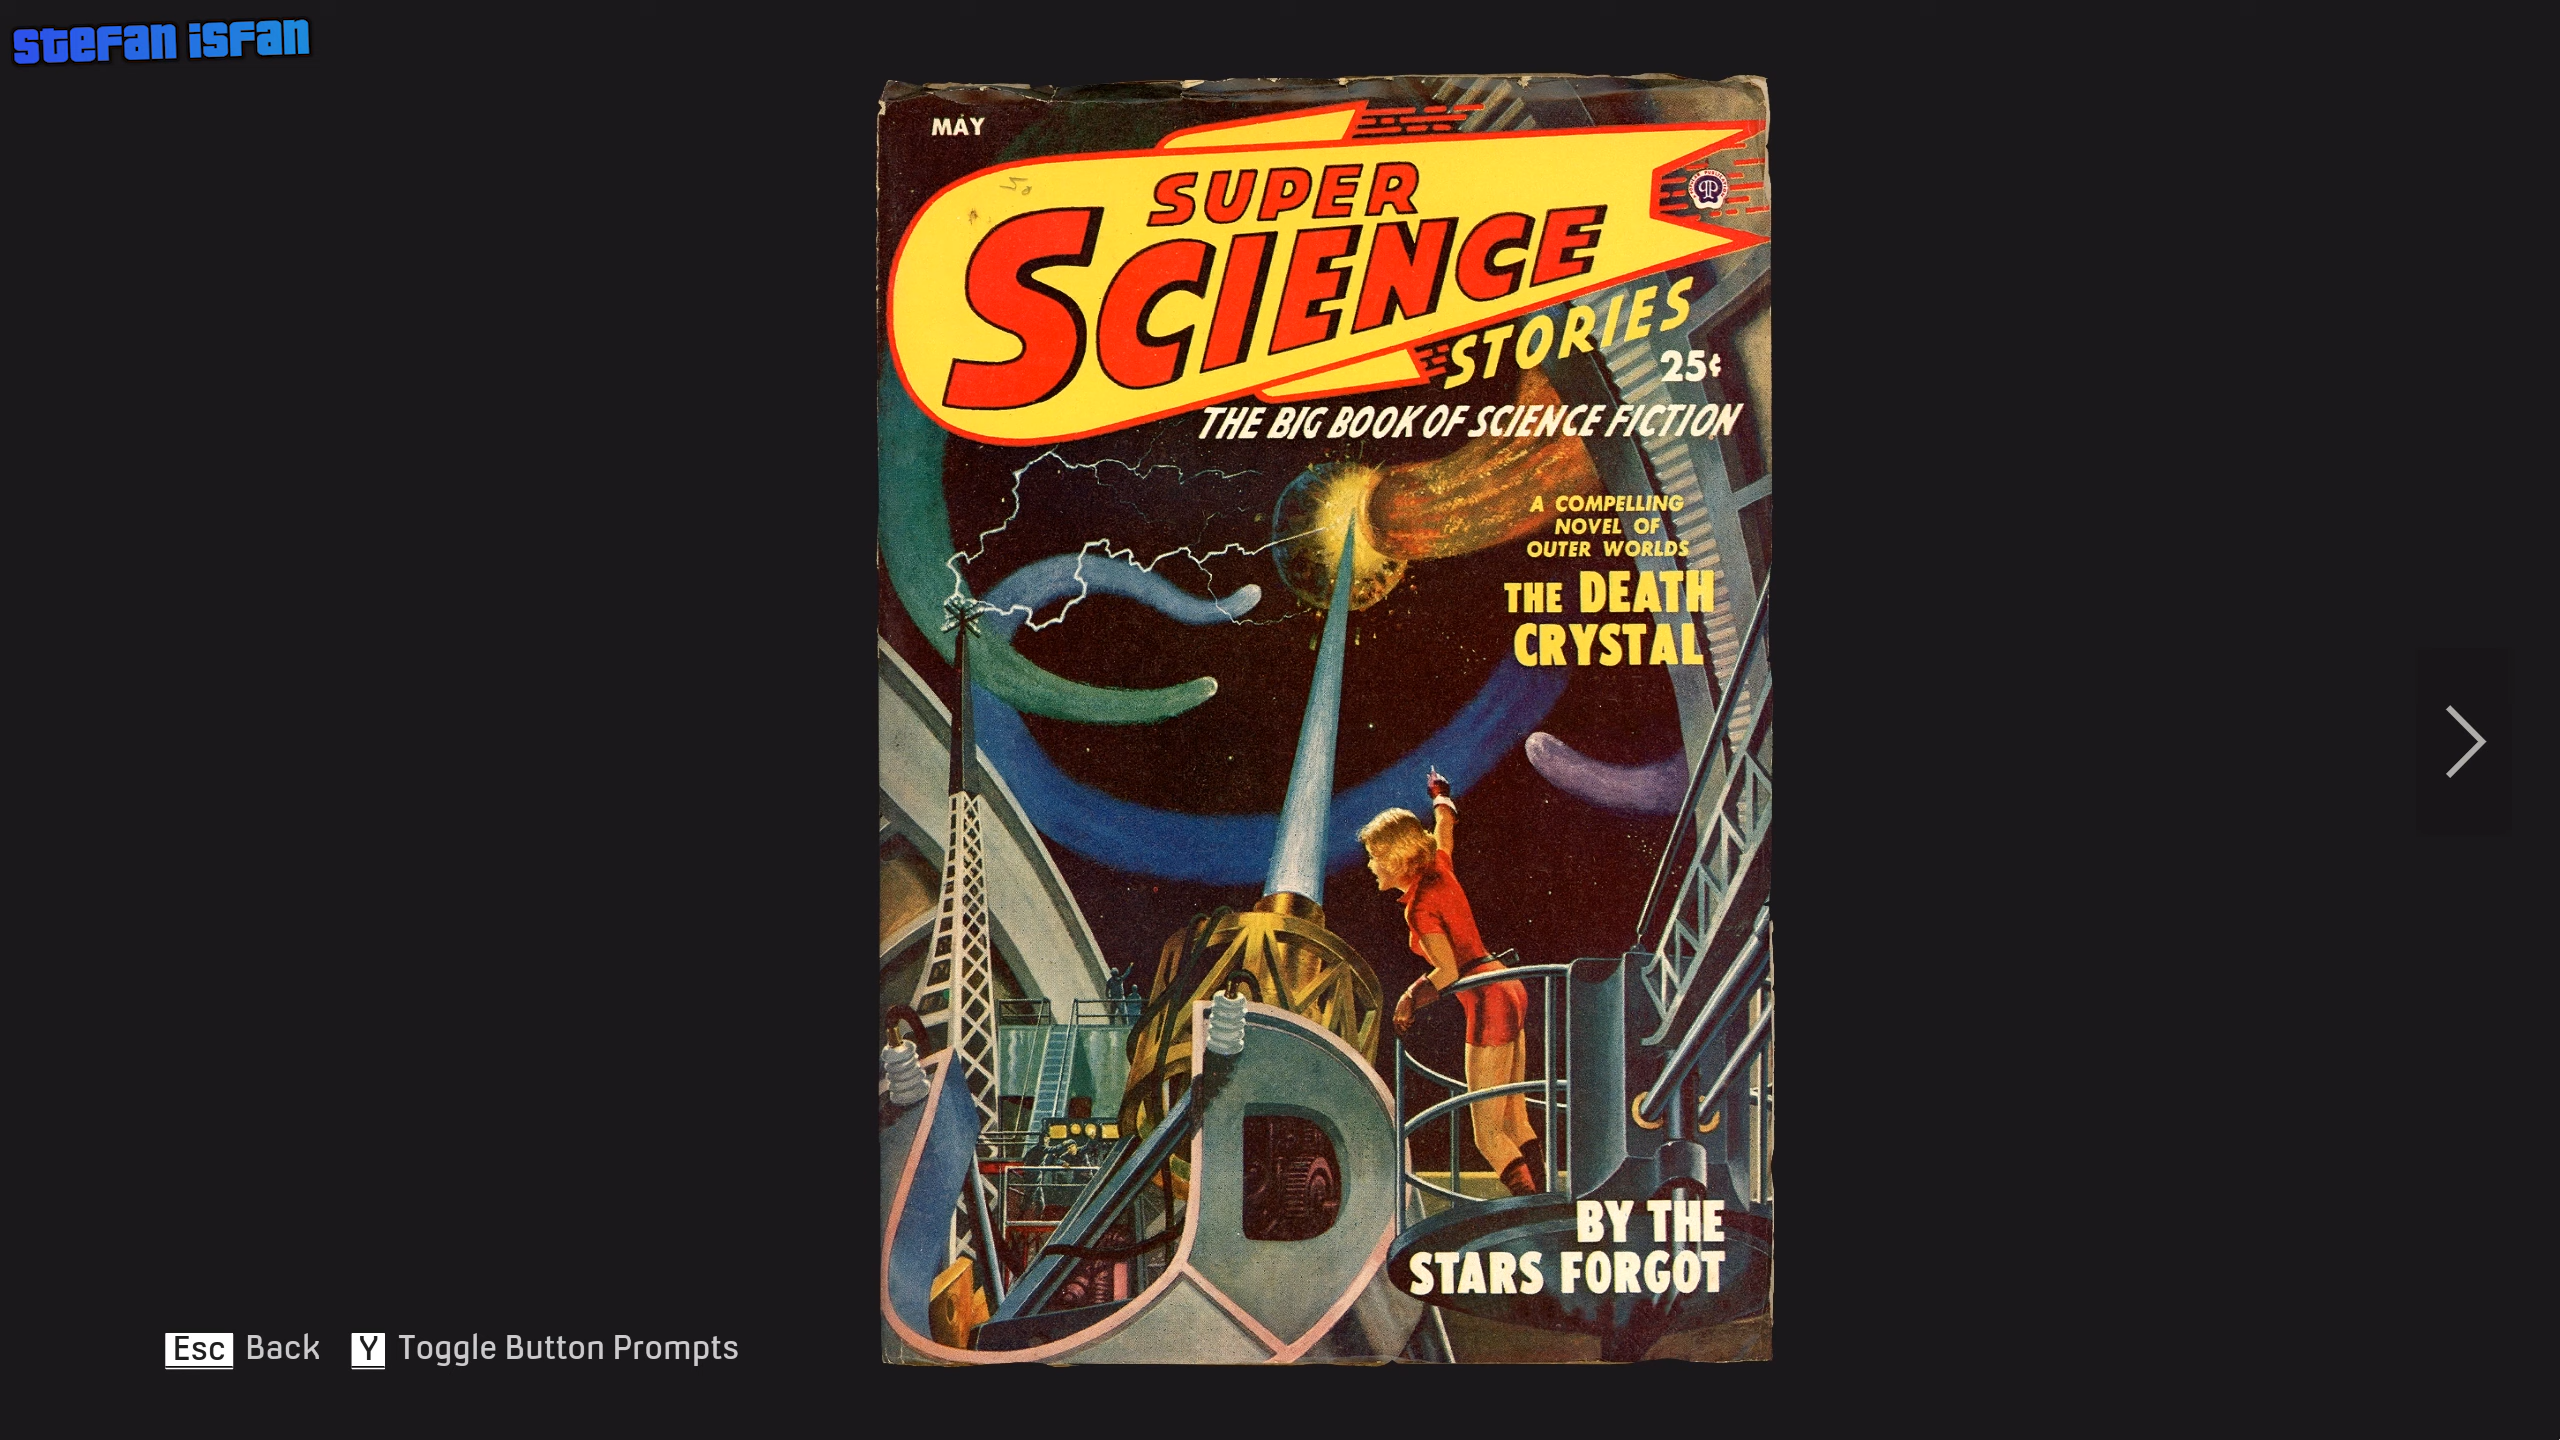 Stefan isfan
MAY
SUPER
SCIENCE
STORIES
25¢
THE BIG BOOK OF SCIENCE FICTION
A COMPELLING
NOVEL OF
OUTER WORLDS
THE DEATH
CRYSTAL
BY THE
STARS FORGOT
Esc Back Y Toggle Button Prompts